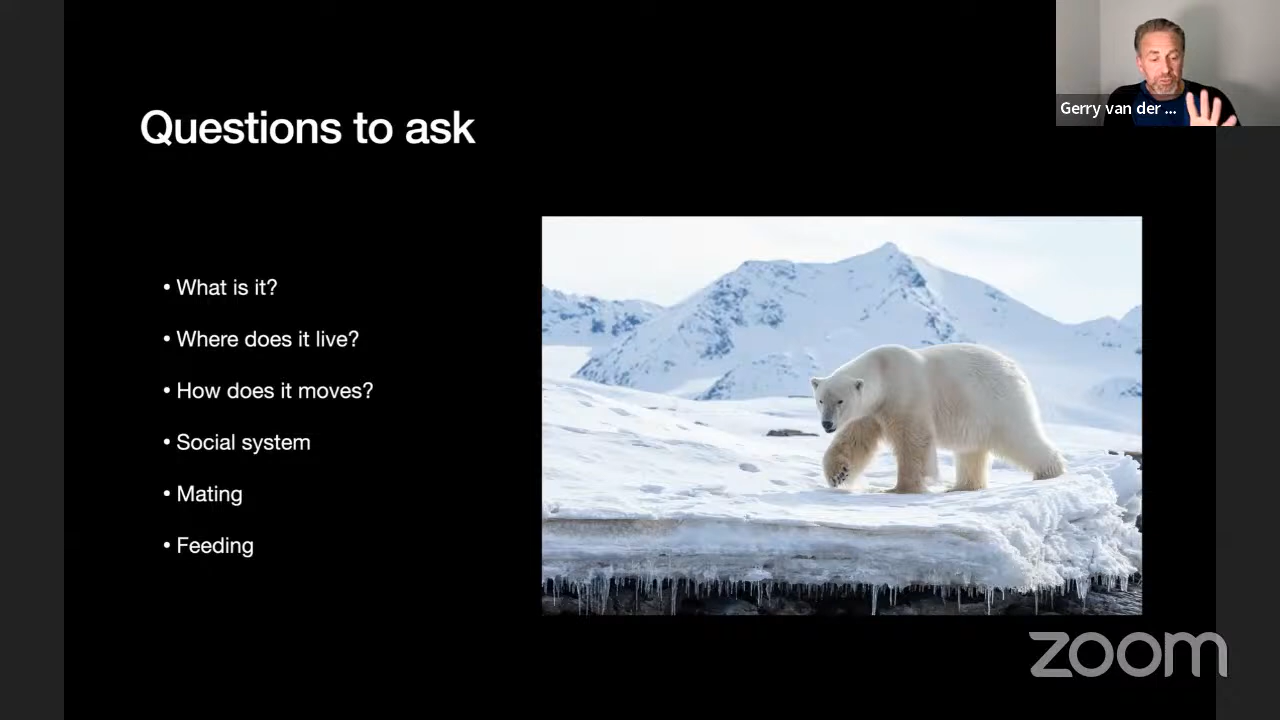 Gerry van der ...
Questions to ask
• What is it?
• Where does it live?
• How does it moves?
• Social system
• Mating
• Feeding
zoom